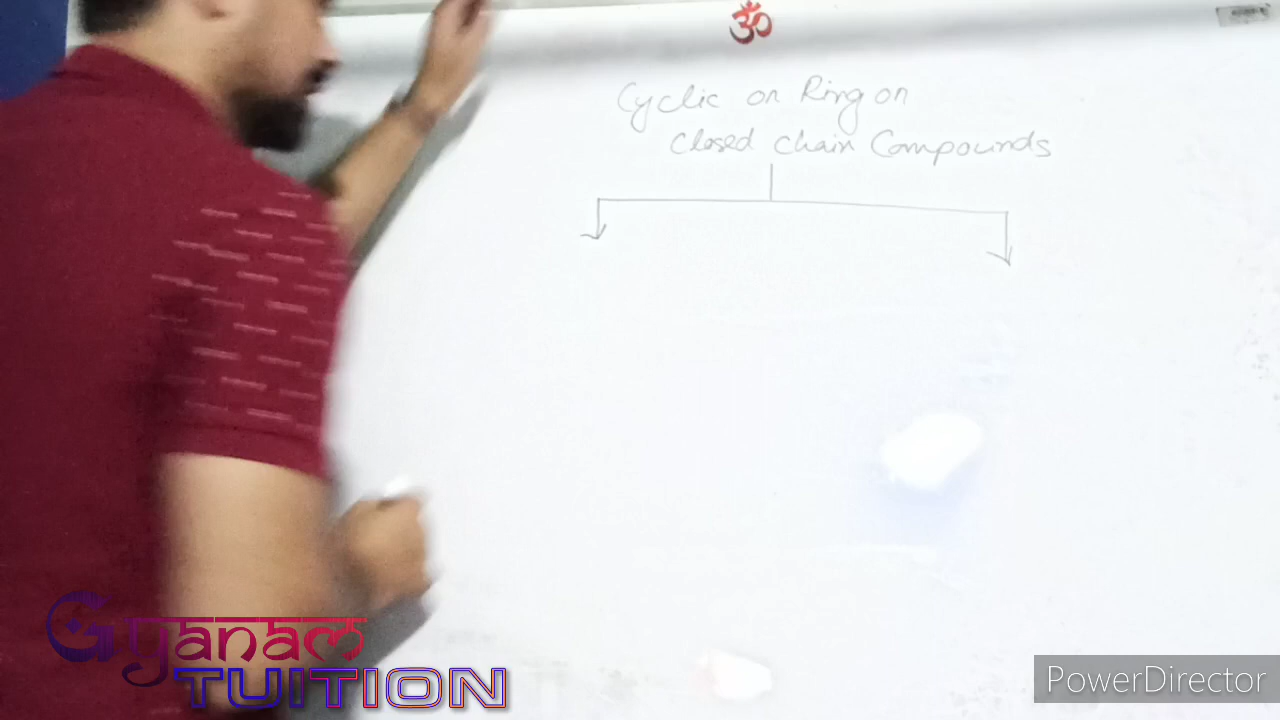 ॐ
Cyclic or Ring or
Closed Chain Compounds
Gyanam
TUITION
PowerDirector